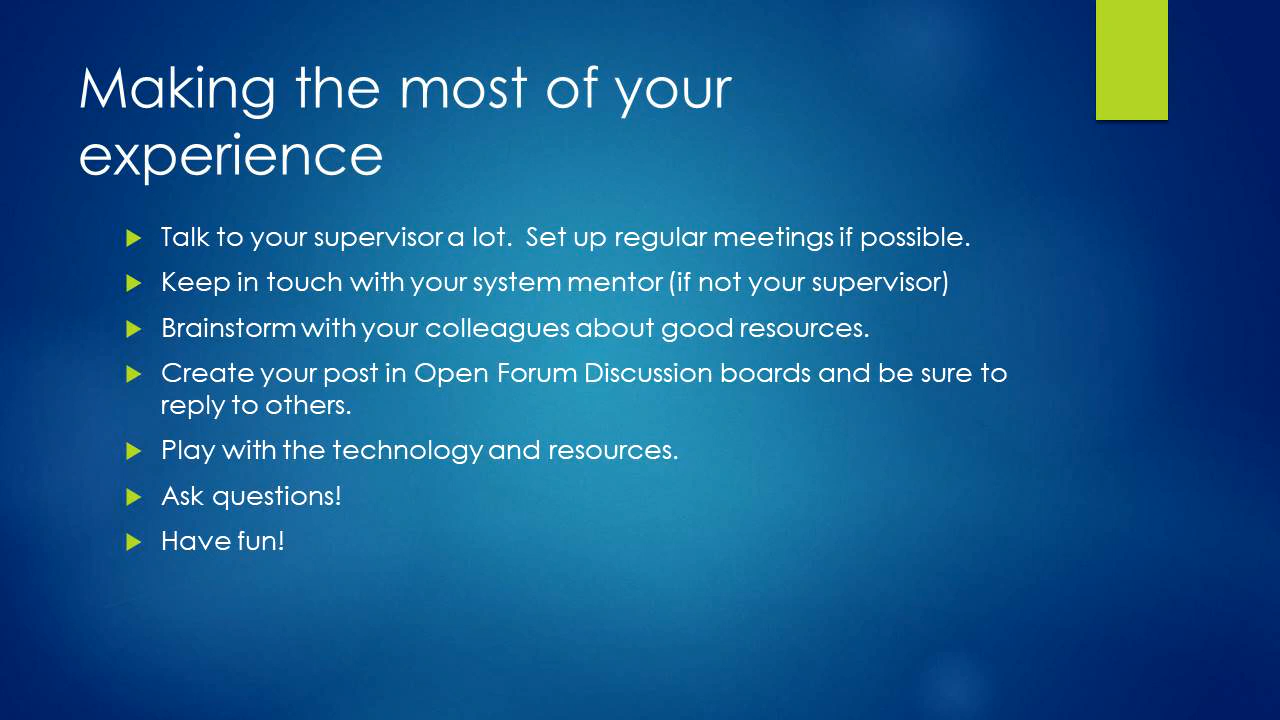 Making the most of your
experience
Talk to your supervisor a lot.  Set up regular meetings if possible.
Keep in touch with your system mentor (if not your supervisor)
Brainstorm with your colleagues about good resources.
Create your post in Open Forum Discussion boards and be sure to
reply to others.
Play with the technology and resources.
Ask questions!
Have fun!